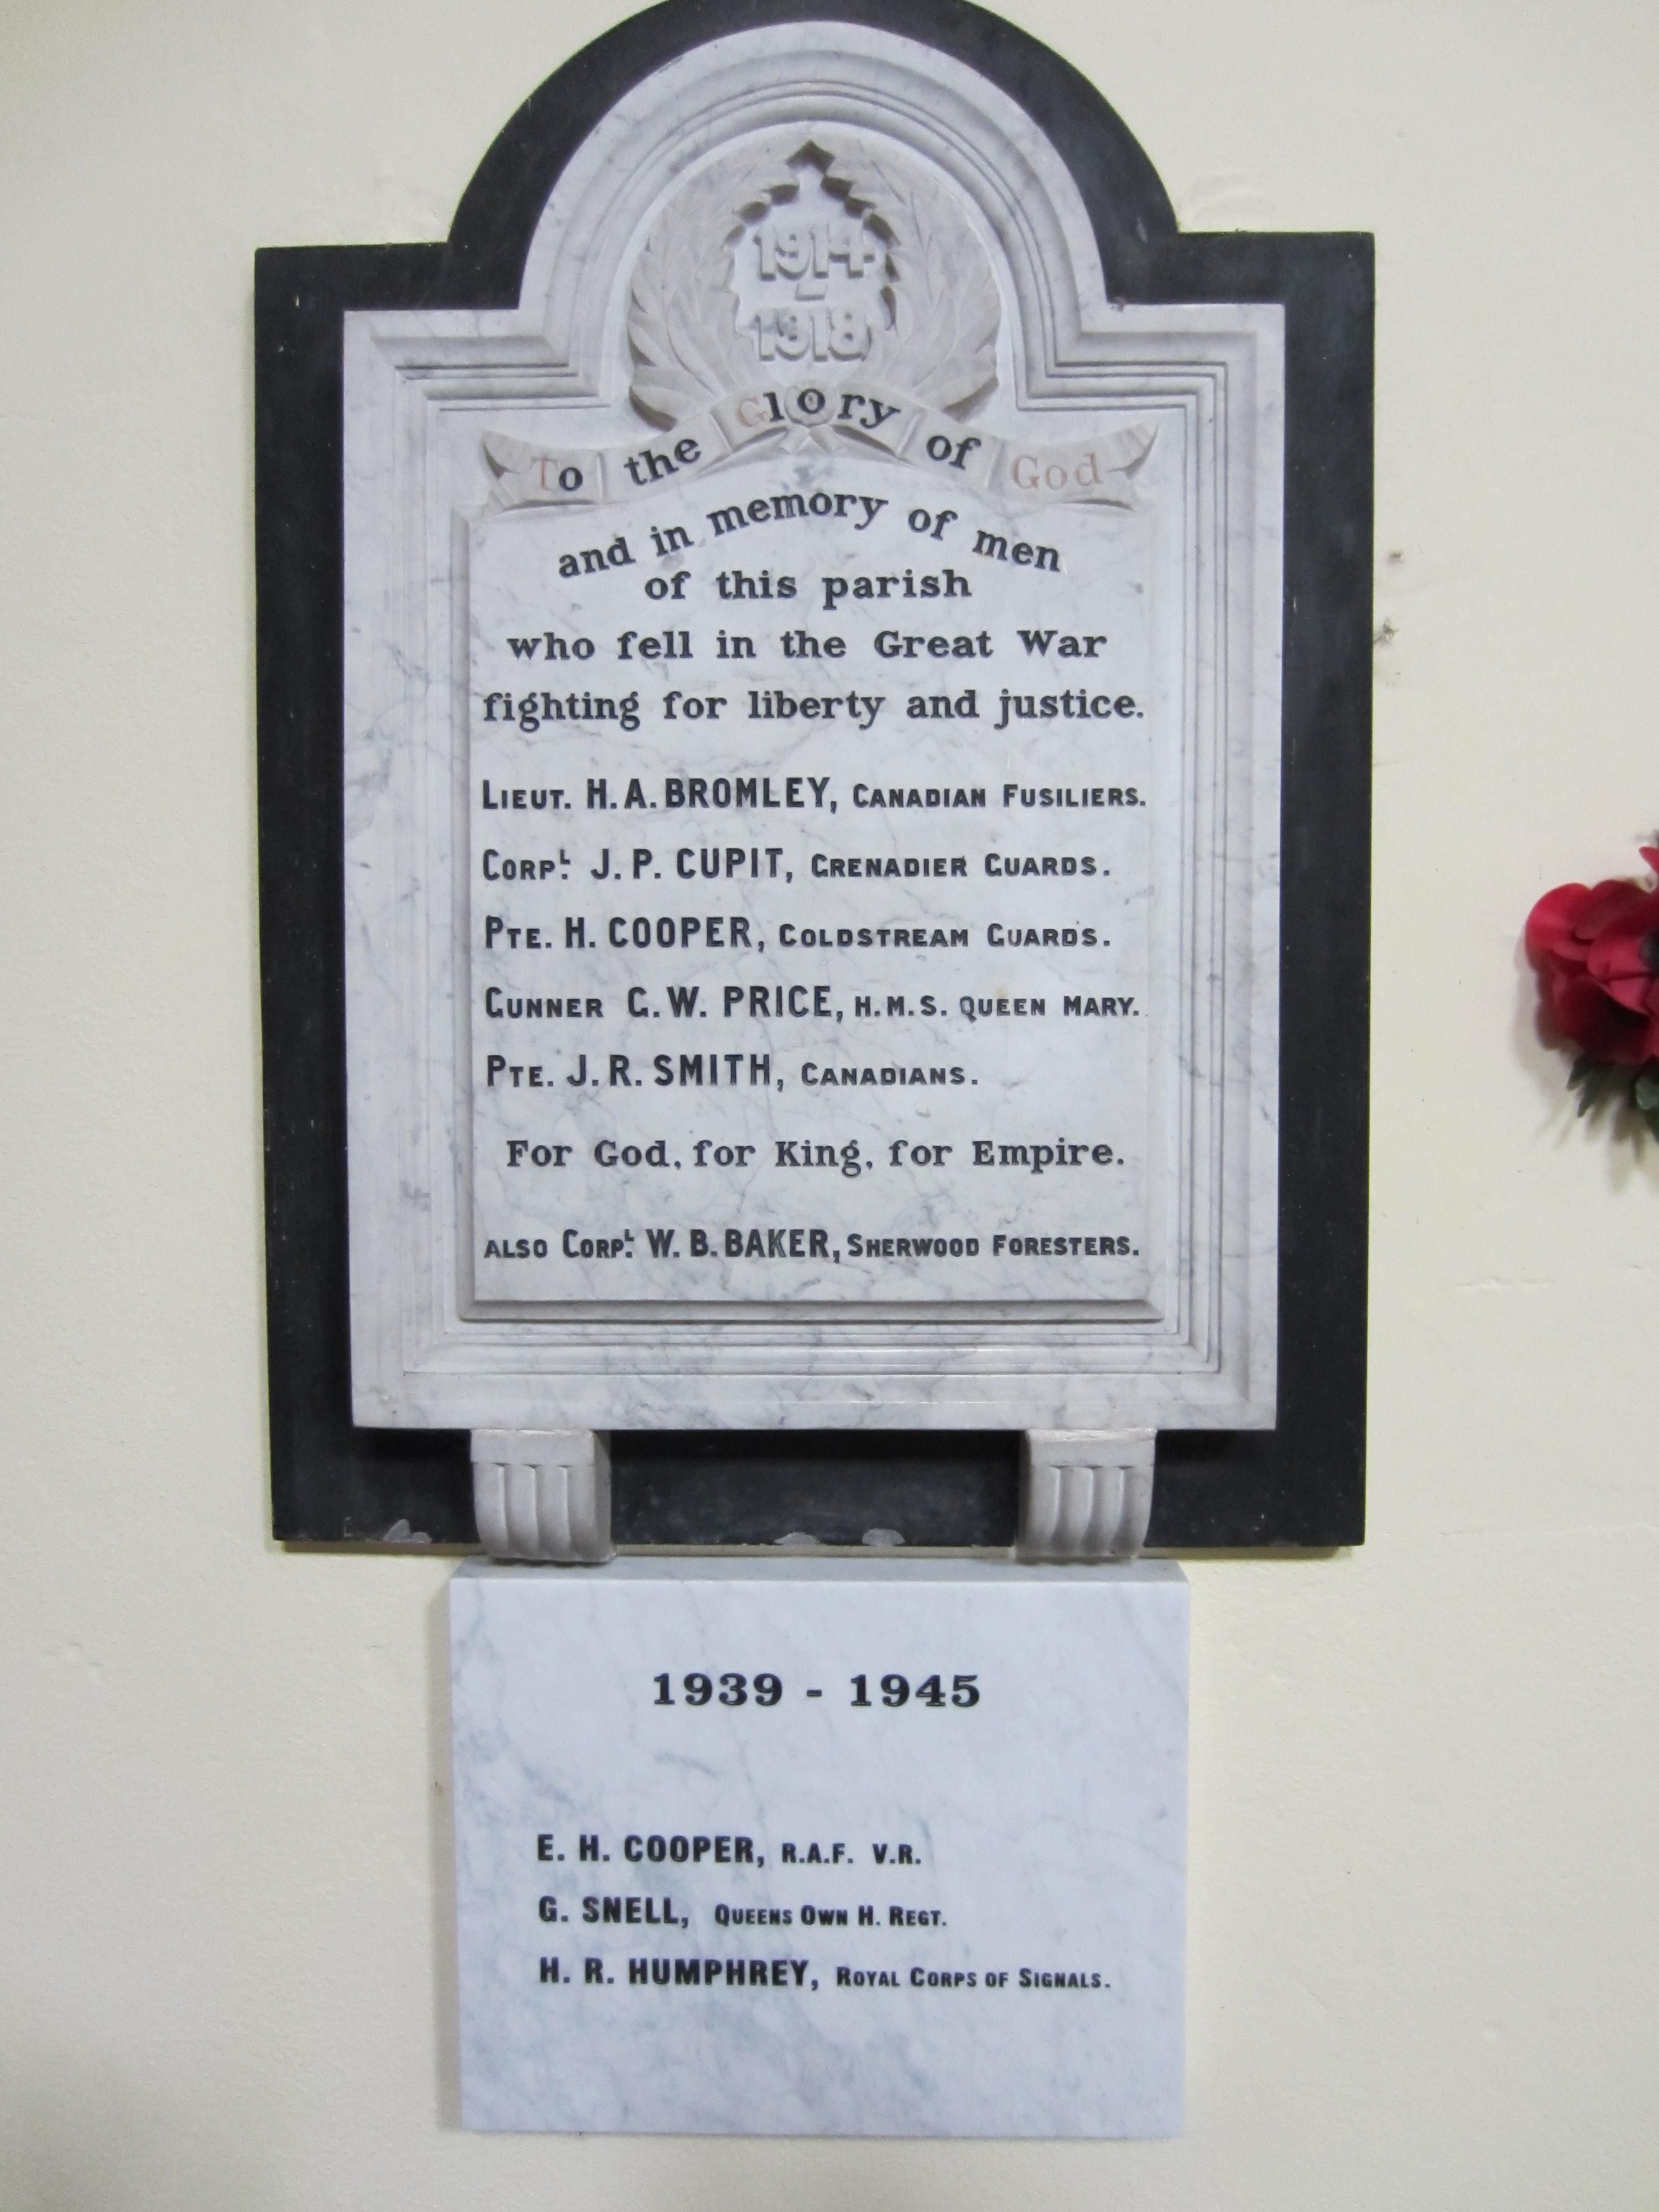 1914
-
1918
To the Glory of God
and in memory of men
of this parish
who fell in the Great War
fighting for liberty and justice.
LIEUT. H. A. BROMLEY, CANADIAN FUSILIERS.
CORPL. J. P. CUPIT, GRENADIER GUARDS.
PTE. H. COOPER, COLDSTREAM GUARDS.
GUNNER G. W. PRICE, H.M.S. QUEEN MARY.
PTE. J. R. SMITH, CANADIANS.
For God, for King, for Empire.
ALSO CORPL. W. B. BAKER, SHERWOOD FORESTERS.
1939 - 1945
E. H. COOPER, R.A.F. V.R.
G. SNELL, QUEENS OWN H. REGT.
H. R. HUMPHREY, ROYAL CORPS OF SIGNALS.